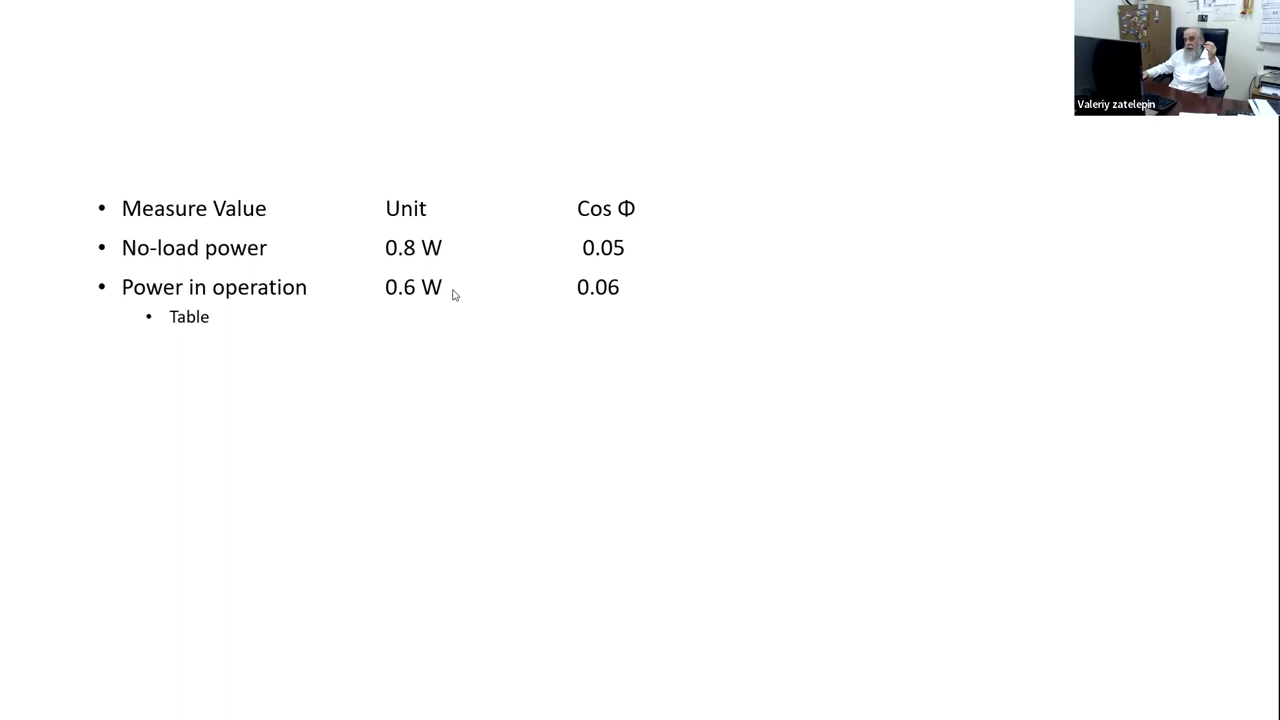 Valeriy zatelepin
• Measure Value Unit Cos Φ
• No-load power 0.8 W 0.05
• Power in operation 0.6 W 0.06
• Table